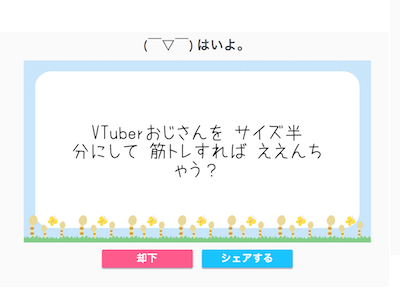 (￣▽￣) はいよ。
VTuberおじさんを サイズ半
分にして 筋トレすれば ええんち
ゃう？
却下 シェアする